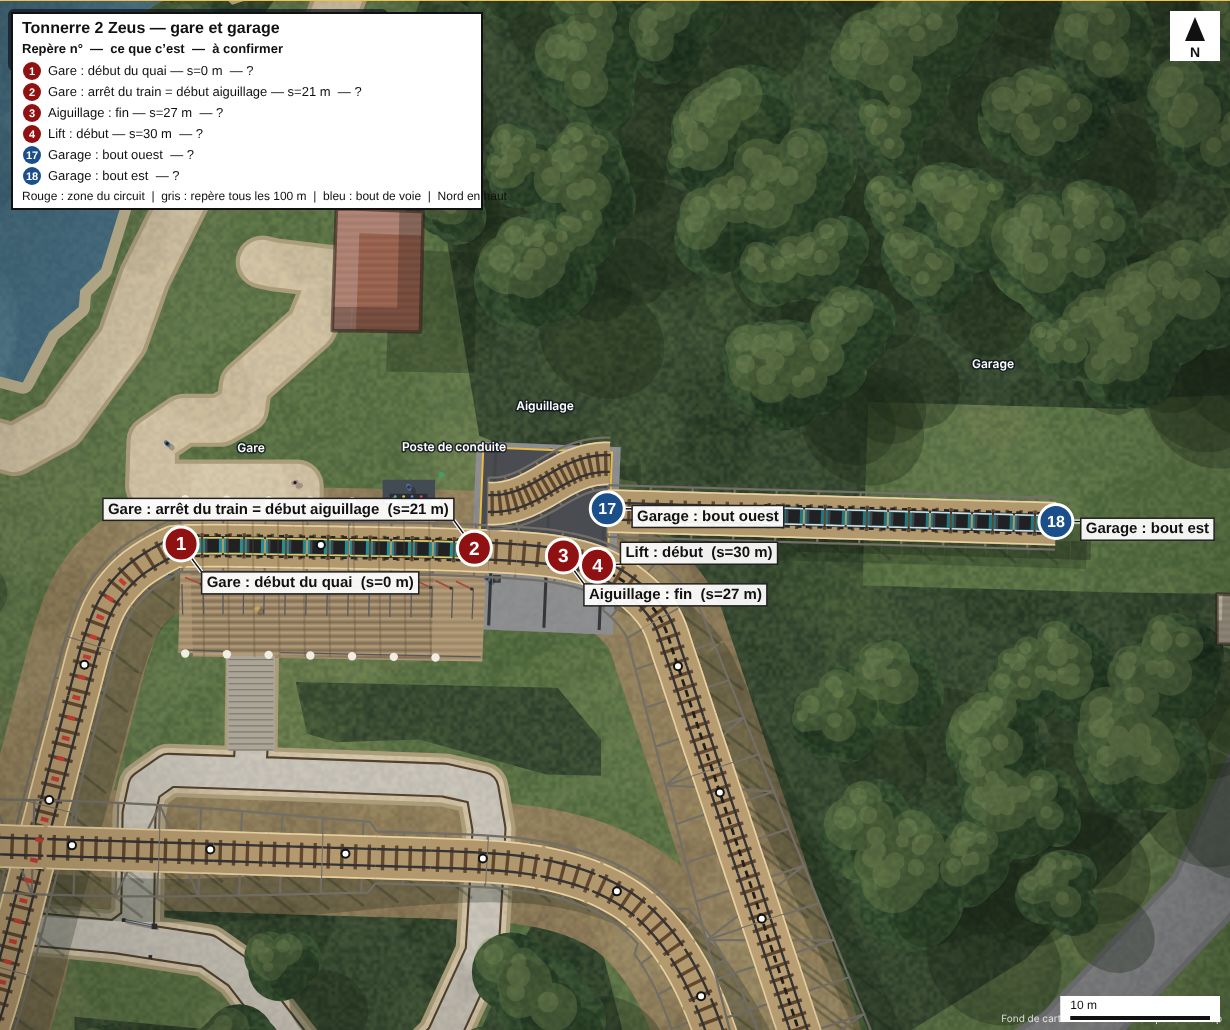 Tonnerre 2 Zeus — gare et garage
Repère n° — ce que c'est — à confirmer
1 Gare : début du quai — s=0 m — ?
2 Gare : arrêt du train = début aiguillage — s=21 m — ?
3 Aiguillage : fin — s=27 m — ?
4 Lift : début — s=30 m — ?
17 Garage : bout ouest — ?
18 Garage : bout est — ?
Rouge : zone du circuit | gris : repère tous les 100 m | bleu : bout de voie | Nord en haut
N
Garage
Aiguillage
Gare
Poste de conduite
Gare : arrêt du train = début aiguillage (s=21 m)
17
Garage : bout ouest
18
Garage : bout est
1
2
3
4
Lift : début (s=30 m)
Gare : début du quai (s=0 m)
Aiguillage : fin (s=27 m)
10 m
Fond de